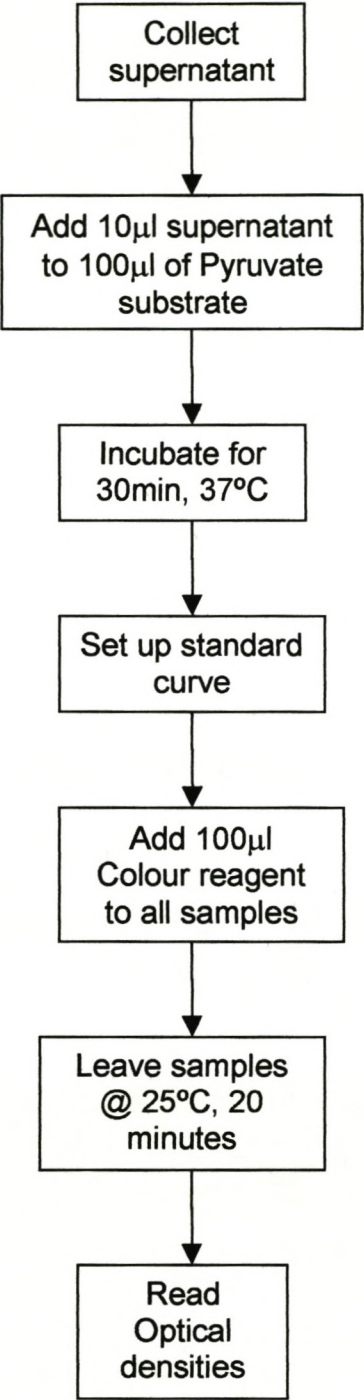 Collect
supernatant
Add 10μl supernatant
to 100μl of Pyruvate
substrate
Incubate for
30min, 37ºC
Set up standard
curve
Add 100μl
Colour reagent
to all samples
Leave samples
@ 25ºC, 20
minutes
Read
Optical
densities